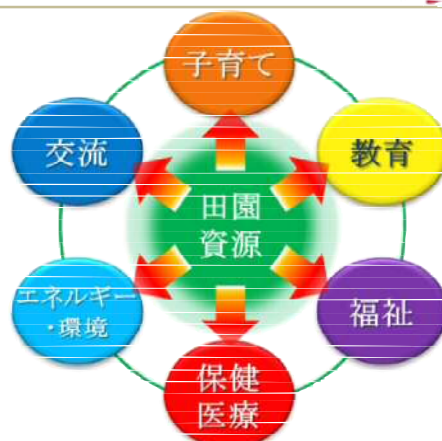 子育て
交流
教育
田園
資源
エネルギー
・環境
福祉
保健
医療